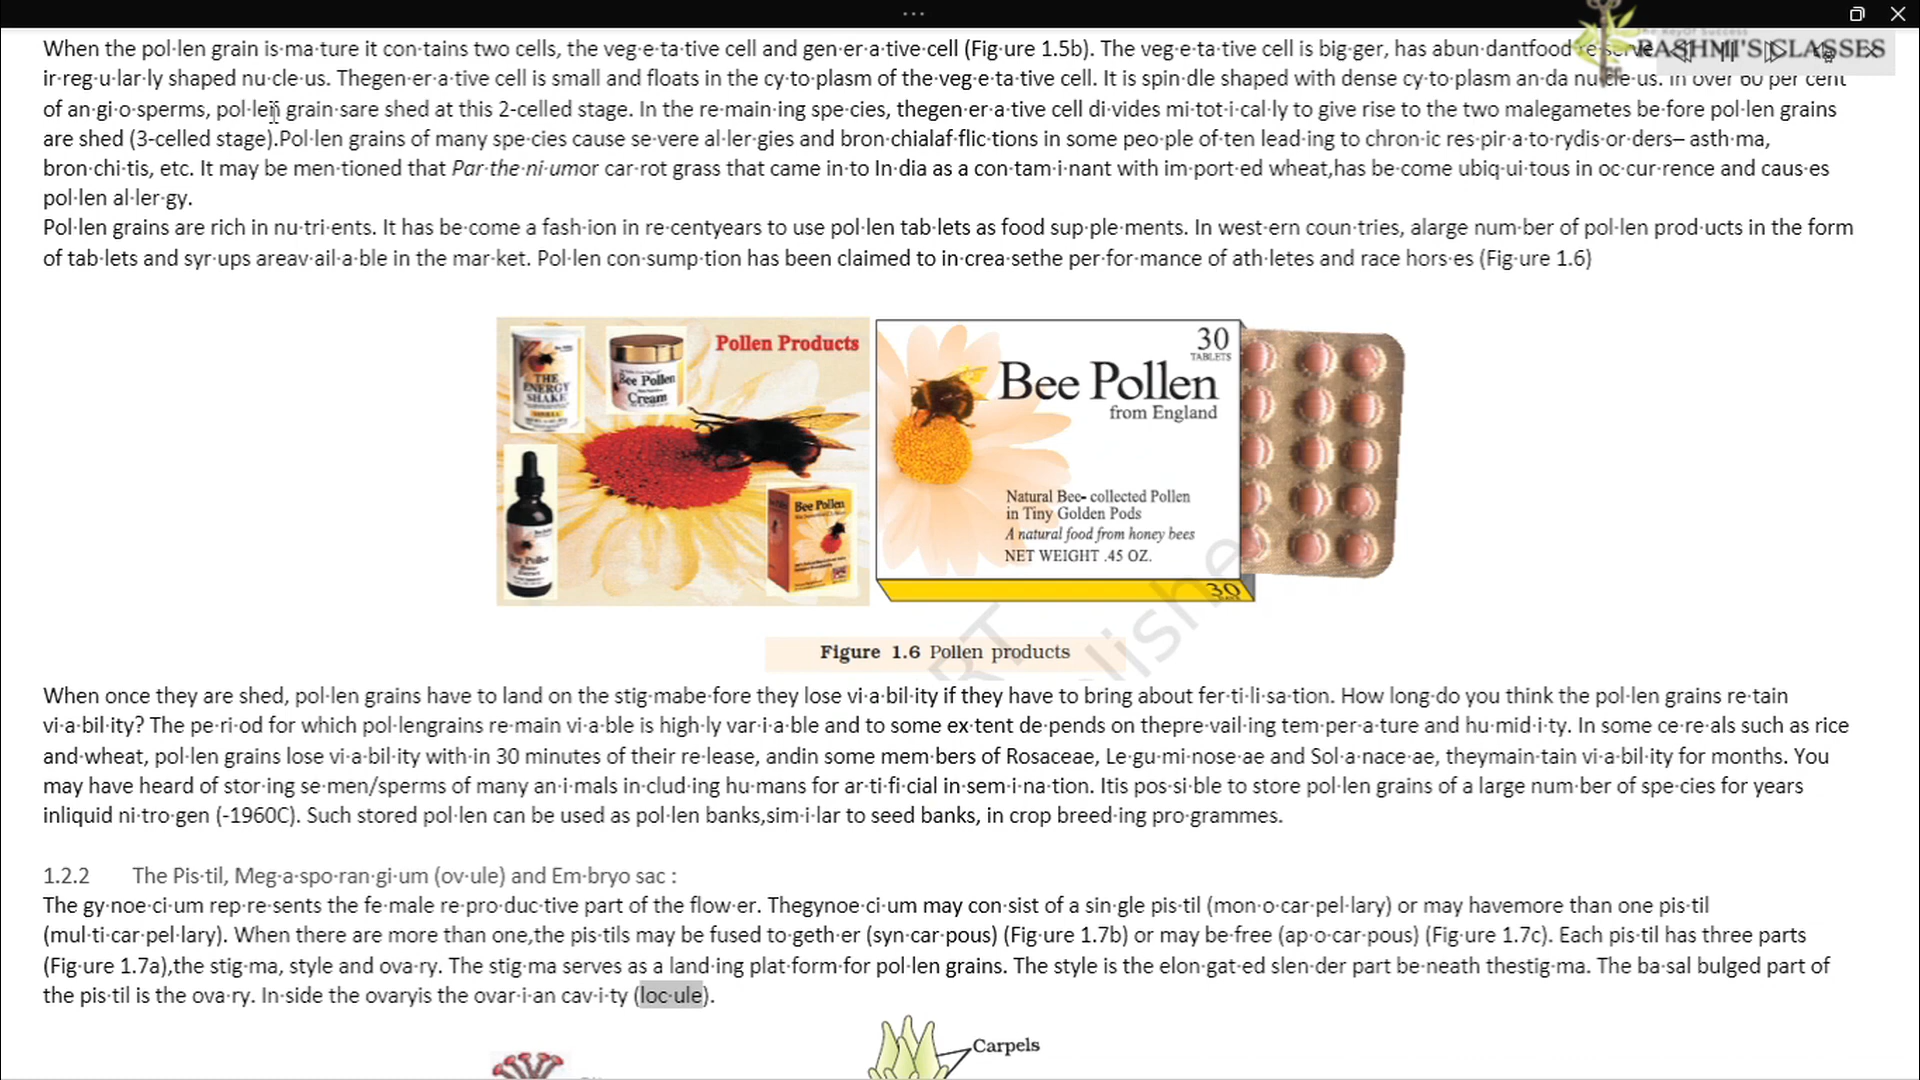 When the pol·len grain is·ma·ture it con·tains two cells, the veg·e·ta·tive cell and gen·er·a·tive·cell (Fig·ure 1.5b). The veg·e·ta·tive cell is big·ger, has abun·dantfood re·serve
RASHMI'S CLASSES
ir·reg·u·lar·ly shaped nu·cle·us. Thegen·er·a·tive cell is small and floats in the cy·to·plasm of the·veg·e·ta·tive cell. It is spin·dle shaped with dense cy·to·plasm an·da nu·cle·us. In over 60 per cent
of an·gi·o·sperms, pol·len grain·sare shed at this 2-celled stage. In the re·main·ing spe·cies, thegen·er·a·tive cell di·vides mi·tot·i·cal·ly to give rise to the two malegametes be·fore pol·len grains
are shed (3-celled stage).Pol·len grains of many spe·cies cause se·vere al·ler·gies and bron·chialaf·flic·tions in some peo·ple of·ten lead·ing to chron·ic res·pir·a·to·rydis·or·ders– asth·ma,
bron·chi·tis, etc. It may be men·tioned that Par·the·ni·umor car·rot grass that came in·to In·dia as a con·tam·i·nant with im·port·ed wheat,has be·come ubiq·ui·tous in oc·cur·rence and caus·es
pol·len al·ler·gy.
Pol·len grains are rich in nu·tri·ents. It has be·come a fash·ion in re·centyears to use pol·len tab·lets as food sup·ple·ments. In west·ern coun·tries, alarge num·ber of pol·len prod·ucts in the form
of tab·lets and syr·ups areav·ail·a·ble in the mar·ket. Pol·len con·sump·tion has been claimed to in·crea·sethe per·for·mance of ath·letes and race hors·es (Fig·ure 1.6)
Pollen Products
THE
ENERGY
SHAKE
Bee Pollen
Cream
Bee Pollen
Bee Pollen
30
TABLETS
Bee Pollen
from England
Natural Bee- collected Pollen
in Tiny Golden Pods
A natural food from honey bees
NET WEIGHT .45 OZ.
30
Figure 1.6 Pollen products
When once they are shed, pol·len grains have to land on the stig·mabe·fore they lose vi·a·bil·ity if they have to bring about fer·ti·li·sa·tion. How long·do you think the pol·len grains re·tain
vi·a·bil·ity? The pe·ri·od for which pol·lengrains re·main vi·a·ble is high·ly var·i·a·ble and to some ex·tent de·pends on thepre·vail·ing tem·per·a·ture and hu·mid·i·ty. In some ce·re·als such as rice
and·wheat, pol·len grains lose vi·a·bil·ity with·in 30 minutes of their re·lease, andin some mem·bers of Rosaceae, Le·gu·mi·nose·ae and Sol·a·nace·ae, theymain·tain vi·a·bil·ity for months. You
may have heard of stor·ing se·men/sperms of many an·i·mals in·clud·ing hu·mans for ar·ti·fi·cial in·sem·i·na·tion. Itis pos·si·ble to store pol·len grains of a large num·ber of spe·cies for years
inliquid ni·tro·gen (-1960C). Such stored pol·len can be used as pol·len banks,sim·i·lar to seed banks, in crop breed·ing pro·grammes.
1.2.2 The Pis·til, Meg·a·spo·ran·gi·um (ov·ule) and Em·bryo sac :
The gy·noe·ci·um rep·re·sents the fe·male re·pro·duc·tive part of the flow·er. Thegynoe·ci·um may con·sist of a sin·gle pis·til (mon·o·car·pel·lary) or may havemore than one pis·til
(mul·ti·car·pel·lary). When there are more than one,the pis·tils may be fused to·geth·er (syn·car·pous) (Fig·ure 1.7b) or may be·free (ap·o·car·pous) (Fig·ure 1.7c). Each pis·til has three parts
(Fig·ure 1.7a),the stig·ma, style and ova·ry. The stig·ma serves as a land·ing plat·form·for pol·len grains. The style is the elon·gat·ed slen·der part be·neath thestig·ma. The ba·sal bulged part of
the pis·til is the ova·ry. In·side the ovaryis the ovar·i·an cav·i·ty (loc·ule).
Carpels